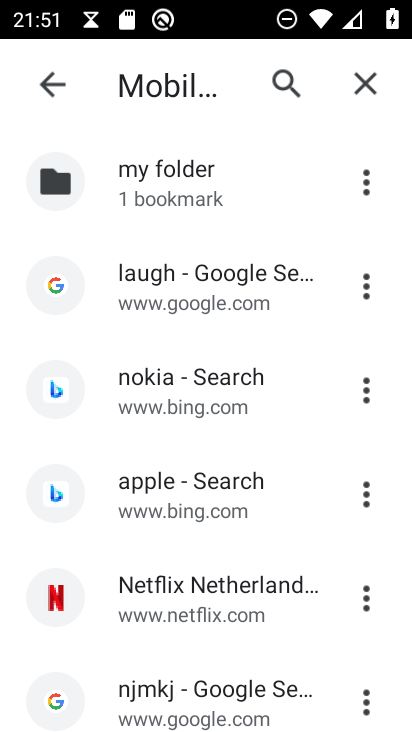 21:51
Mobil...
my folder
1 bookmark
laugh - Google Se...
www.google.com
nokia - Search
www.bing.com
apple - Search
www.bing.com
Netflix Netherland...
www.netflix.com
njmkj - Google Se...
www.google.com